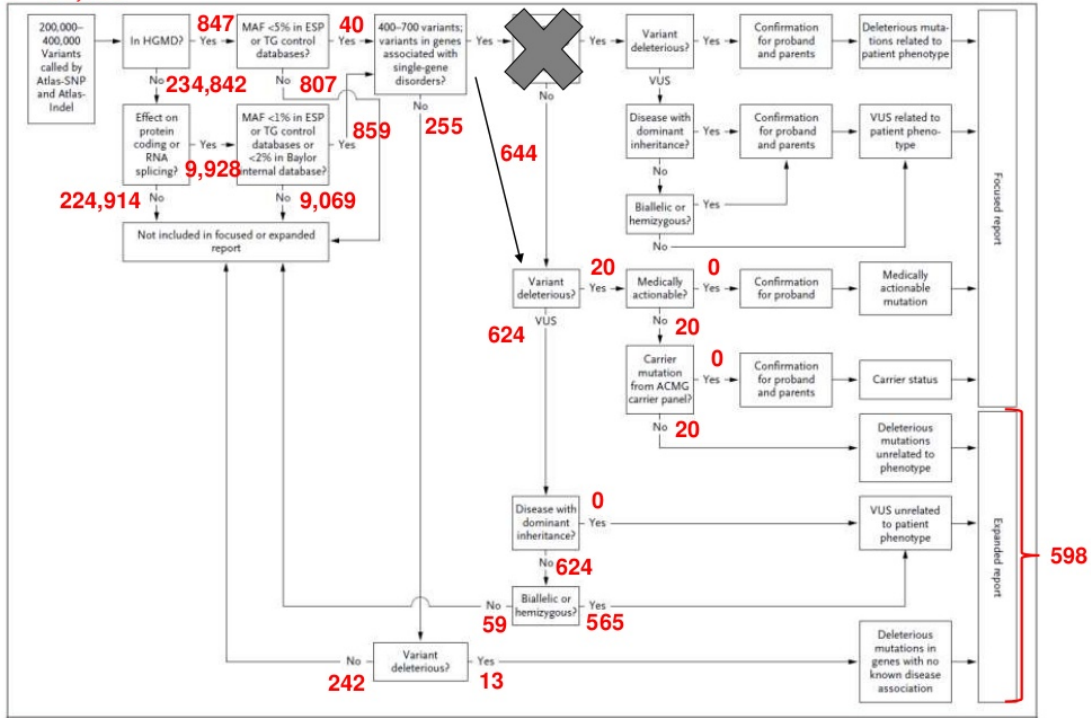 200,000–
400,000
Variants
called by
Atlas-SNP
and Atlas-
Indel
In HGMD?
847
Yes
No
234,842
MAF <5% in ESP
or TG control
databases?
40
Yes
No
807
400–700 variants;
variants in genes
associated with
single-gene
disorders?
Yes
No
255
Yes
No
Variant
deleterious?
Yes
VUS
Confirmation
for proband
and parents
Deleterious muta-
tions related to
patient phenotype
Effect on
protein
coding or
RNA
splicing?
Yes
9,928
No
224,914
MAF <1% in ESP
or TG control
databases or
<2% in Baylor
internal database?
Yes
859
No
9,069
Not included in focused or expanded
report
644
Disease with
dominant
inheritance?
Yes
No
Confirmation
for proband
and parents
VUS related to
patient pheno-
type
Biallelic or
hemizygous?
Yes
No
Focused report
Variant
deleterious?
20
Yes
VUS
624
Medically
actionable?
0
Yes
No
20
Confirmation
for proband
Medically
actionable
mutation
Carrier
mutation
from ACMG
carrier panel?
0
Yes
No
20
Confirmation
for proband
and parents
Carrier status
Deleterious
mutations
unrelated to
phenotype
Disease with
dominant
inheritance?
0
Yes
No
624
VUS unrelated
to patient
phenotype
Expanded report
598
Biallelic or
hemizygous?
No
59
Yes
565
Variant
deleterious?
No
242
Yes
13
Deleterious
mutations in
genes with no
known disease
association